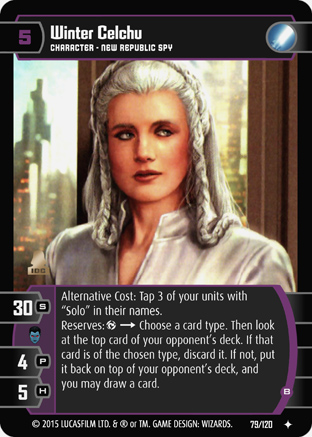 5 Winter Celchu
CHARACTER - NEW REPUBLIC SPY
IDC
30 S
Alternative Cost: Tap 3 of your units with
“Solo” in their names.
Reserves: → Choose a card type. Then look
at the top card of your opponent's deck. If that
card is of the chosen type, discard it. If not, put
it back on top of your opponent's deck, and
you may draw a card.
4 P
5 H
B
© 2015 LUCASFILM LTD. & ® or TM. GAME DESIGN: WIZARDS. 79/120